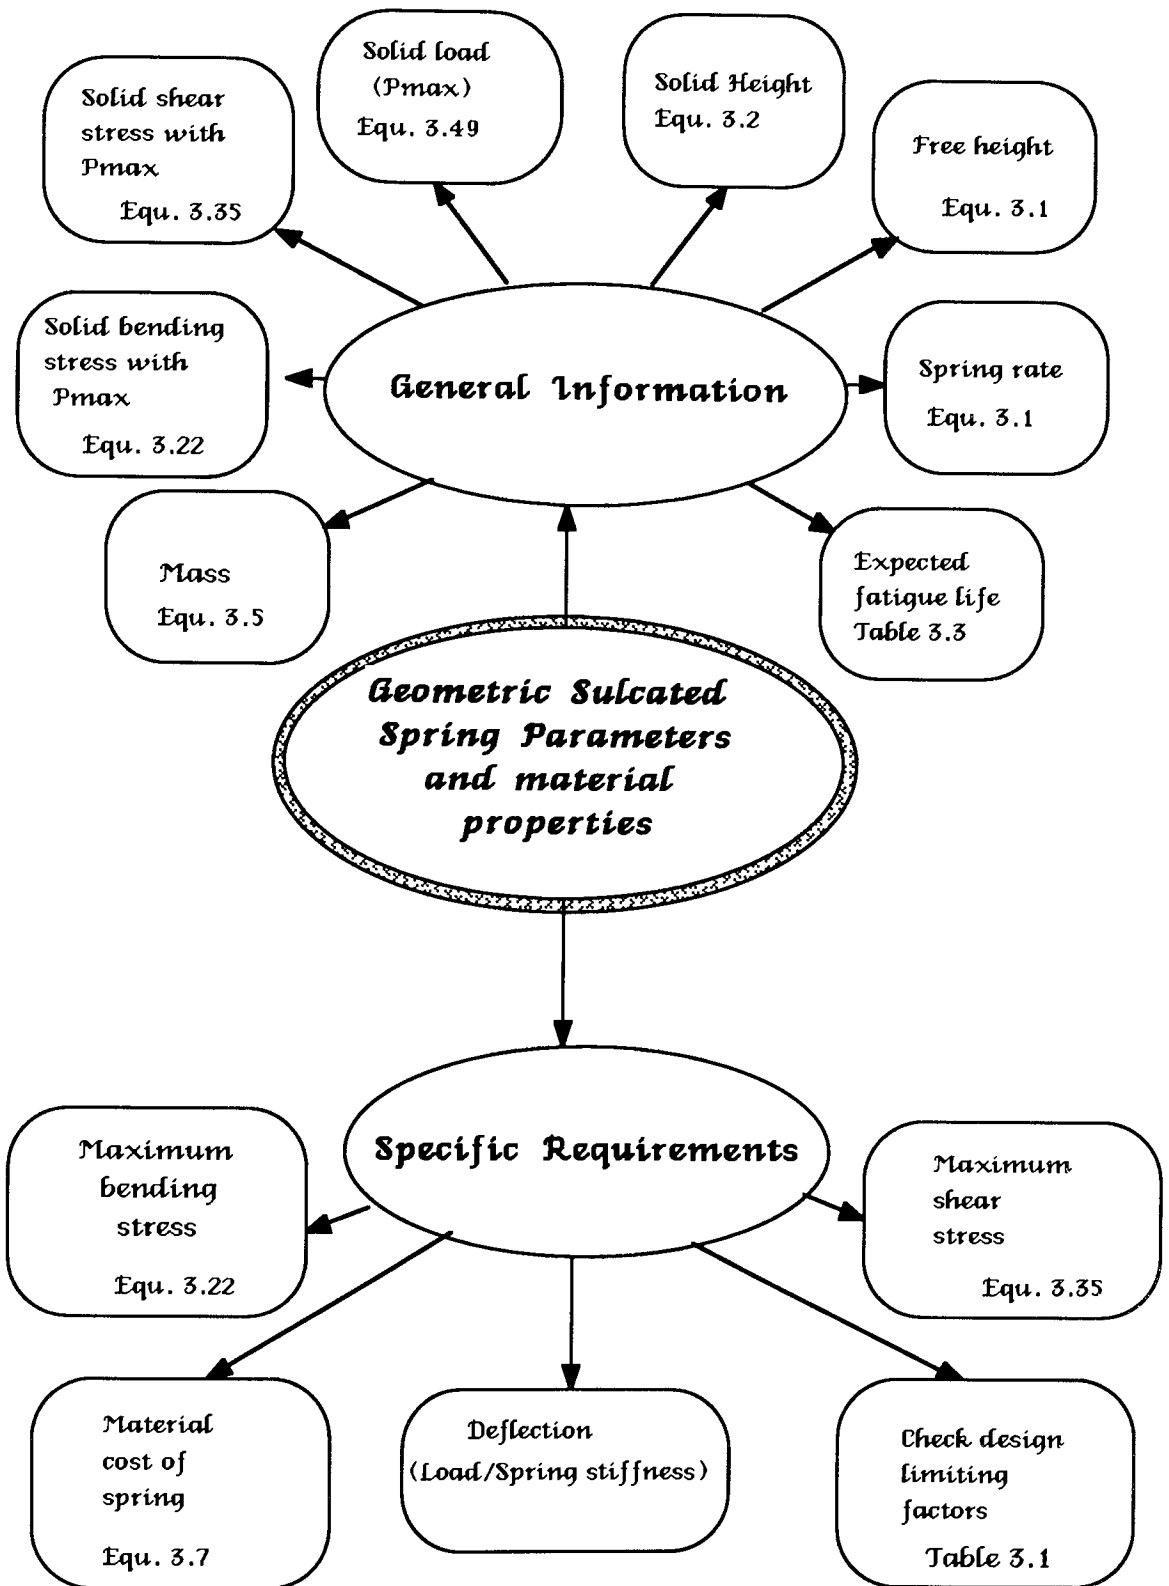 Solid load
(Pmax)
Equ. 3.49
Solid Height
Equ. 3.2
Solid shear
stress with
Pmax
Equ. 3.35
Free height
Equ. 3.1
Solid bending
stress with
Pmax
Equ. 3.22
General Information
Spring rate
Equ. 3.1
Mass
Equ. 3.5
Expected
fatigue life
Table 3.3
Geometric Sulcated
Spring Parameters
and material
properties
Specific Requirements
Maximum
bending
stress
Equ. 3.22
Maximum
shear
stress
Equ. 3.35
Material
cost of
spring
Equ. 3.7
Deflection
(Load/Spring stiffness)
Check design
limiting
factors
Table 3.1